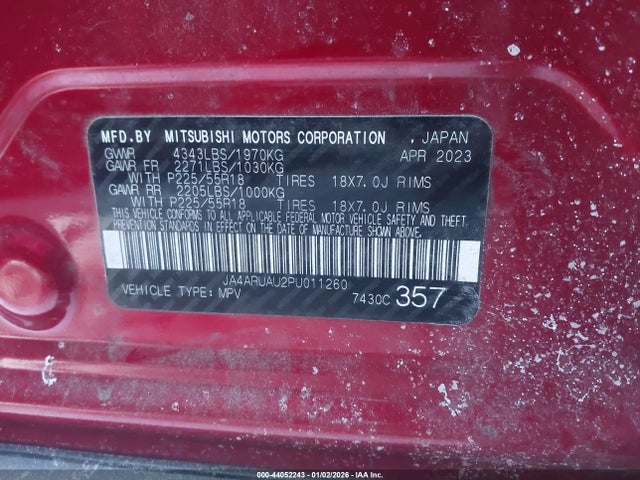 MFD.BY MITSUBISHI MOTORS CORPORATION , JAPAN
GVWR 4343LBS/1970KG APR 2023
GAWR FR 2271LBS/1030KG
WITH P225/55R18 TIRES 18X7.0J RIMS
GAWR RR 2205LBS/1000KG
WITH P225/55R18 TIRES 18X7.0J RIMS
THIS VEHICLE CONFORMS TO ALL APPLICABLE FEDERAL MOTOR VEHICLE SAFETY AND THEFT
PREVENTION STANDARDS IN EFFECT ON THE DATE OF MANUFACTURE SHOWN ABOVE.
JA4ARUAU2PU011260
VEHICLE TYPE: MPV 7430C 357
000-44052243 - 01/02/2026 - IAA Inc.